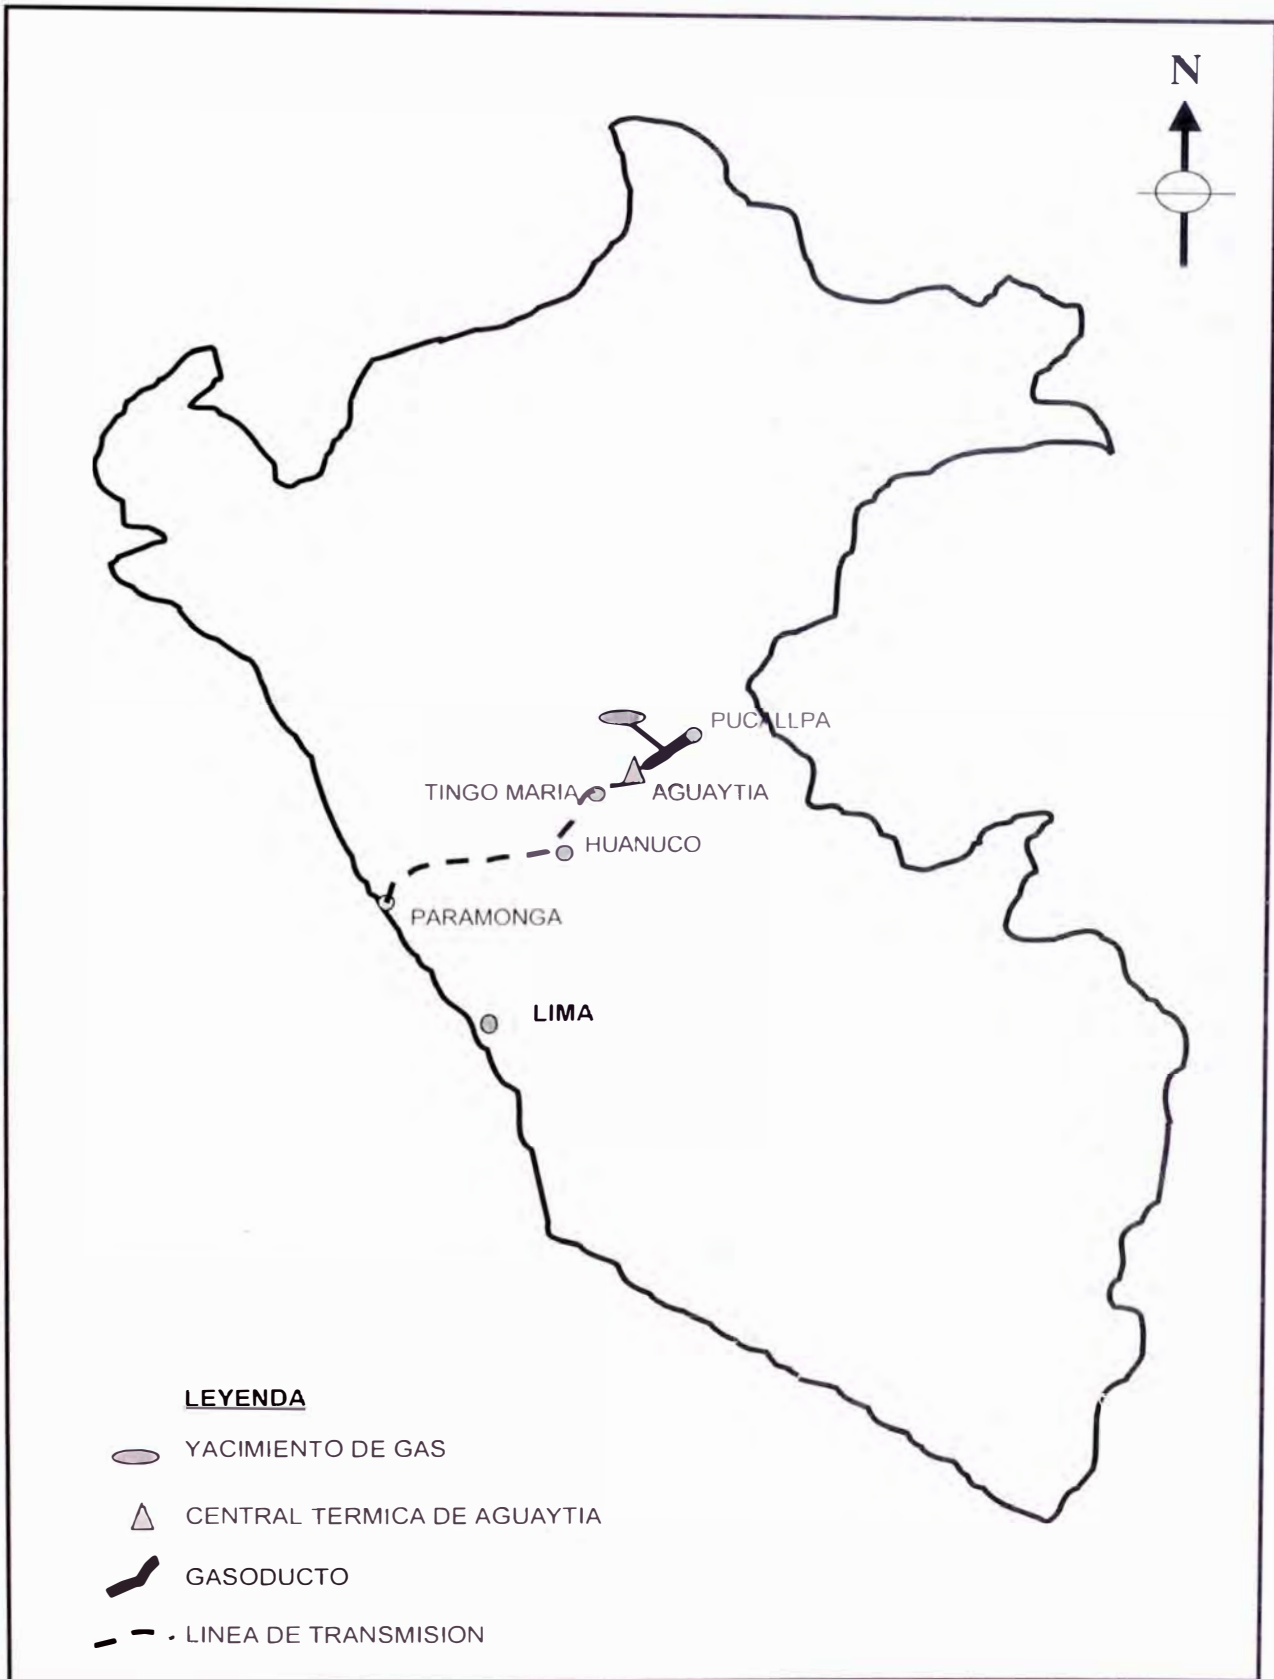 N
PUCALLPA
TINGO MARIA
AGUAYTIA
HUANUCO
PARAMONGA
LIMA
LEYENDA
YACIMIENTO DE GAS
CENTRAL TERMICA DE AGUAYTIA
GASODUCTO
LINEA DE TRANSMISION